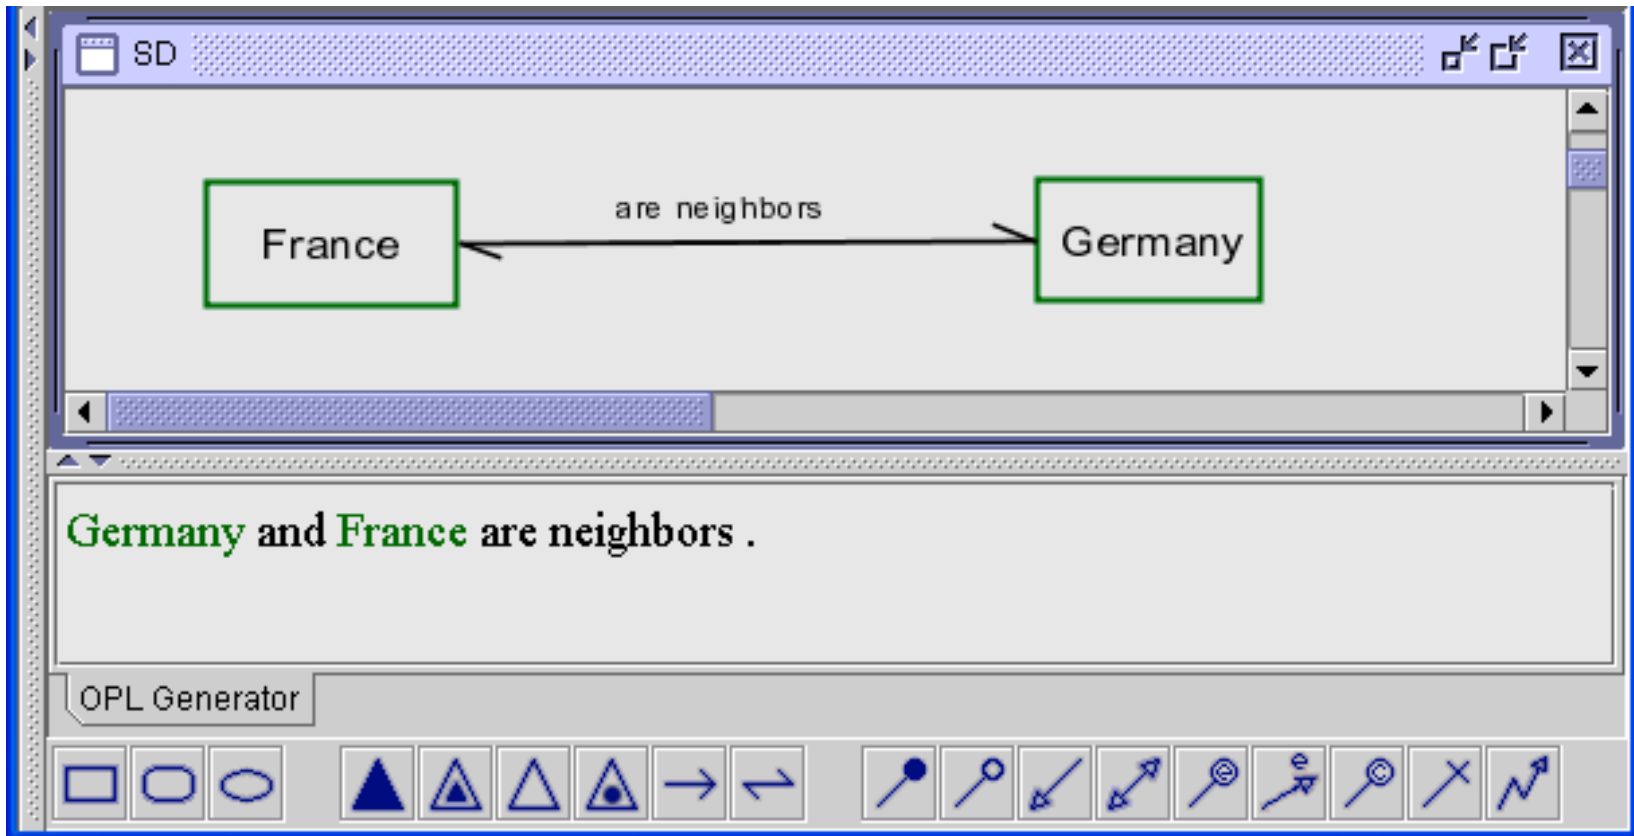 SD
are neighbors
France
Germany
Germany and France are neighbors .
OPL Generator
e
e
c